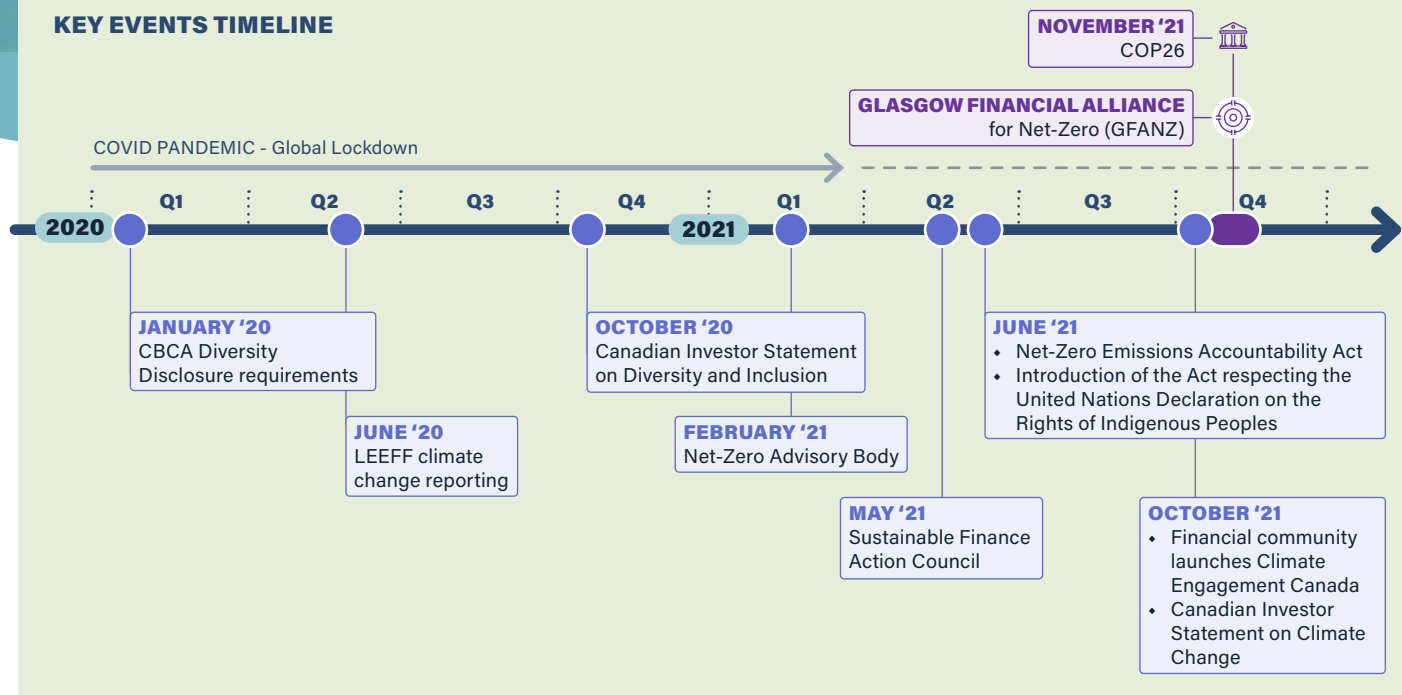 KEY EVENTS TIMELINE
NOVEMBER ‘21
COP26
GLASGOW FINANCIAL ALLIANCE
for Net-Zero (GFANZ)
COVID PANDEMIC - Global Lockdown
Q1
Q2
Q3
Q4
Q1
Q2
Q3
Q4
2020
2021
JANUARY ‘20
CBCA Diversity
Disclosure requirements
JUNE ‘20
LEEFF climate
change reporting
OCTOBER ‘20
Canadian Investor Statement
on Diversity and Inclusion
FEBRUARY ‘21
Net-Zero Advisory Body
MAY ‘21
Sustainable Finance
Action Council
JUNE ‘21
• Net-Zero Emissions Accountability Act
• Introduction of the Act respecting the
United Nations Declaration on the
Rights of Indigenous Peoples
OCTOBER ‘21
• Financial community
launches Climate
Engagement Canada
• Canadian Investor
Statement on Climate
Change